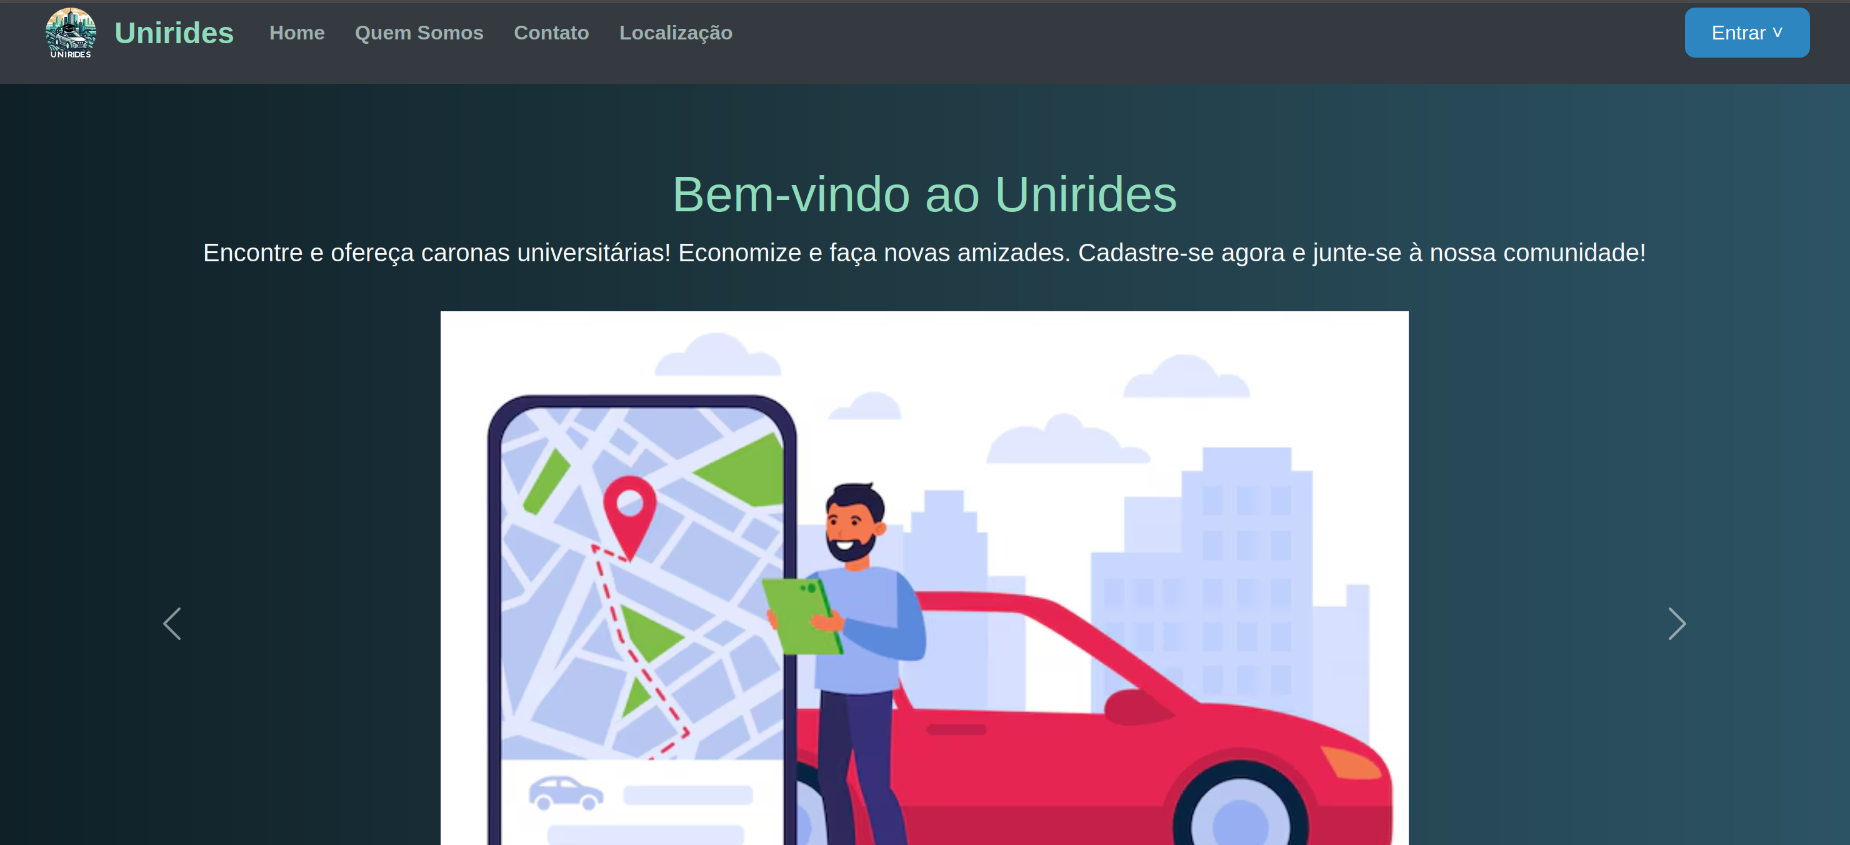 UNIRIDES
Unirides Home Quem Somos Contato Localização Entrar ˅
Bem-vindo ao Unirides
Encontre e ofereça caronas universitárias! Economize e faça novas amizades. Cadastre-se agora e junte-se à nossa comunidade!